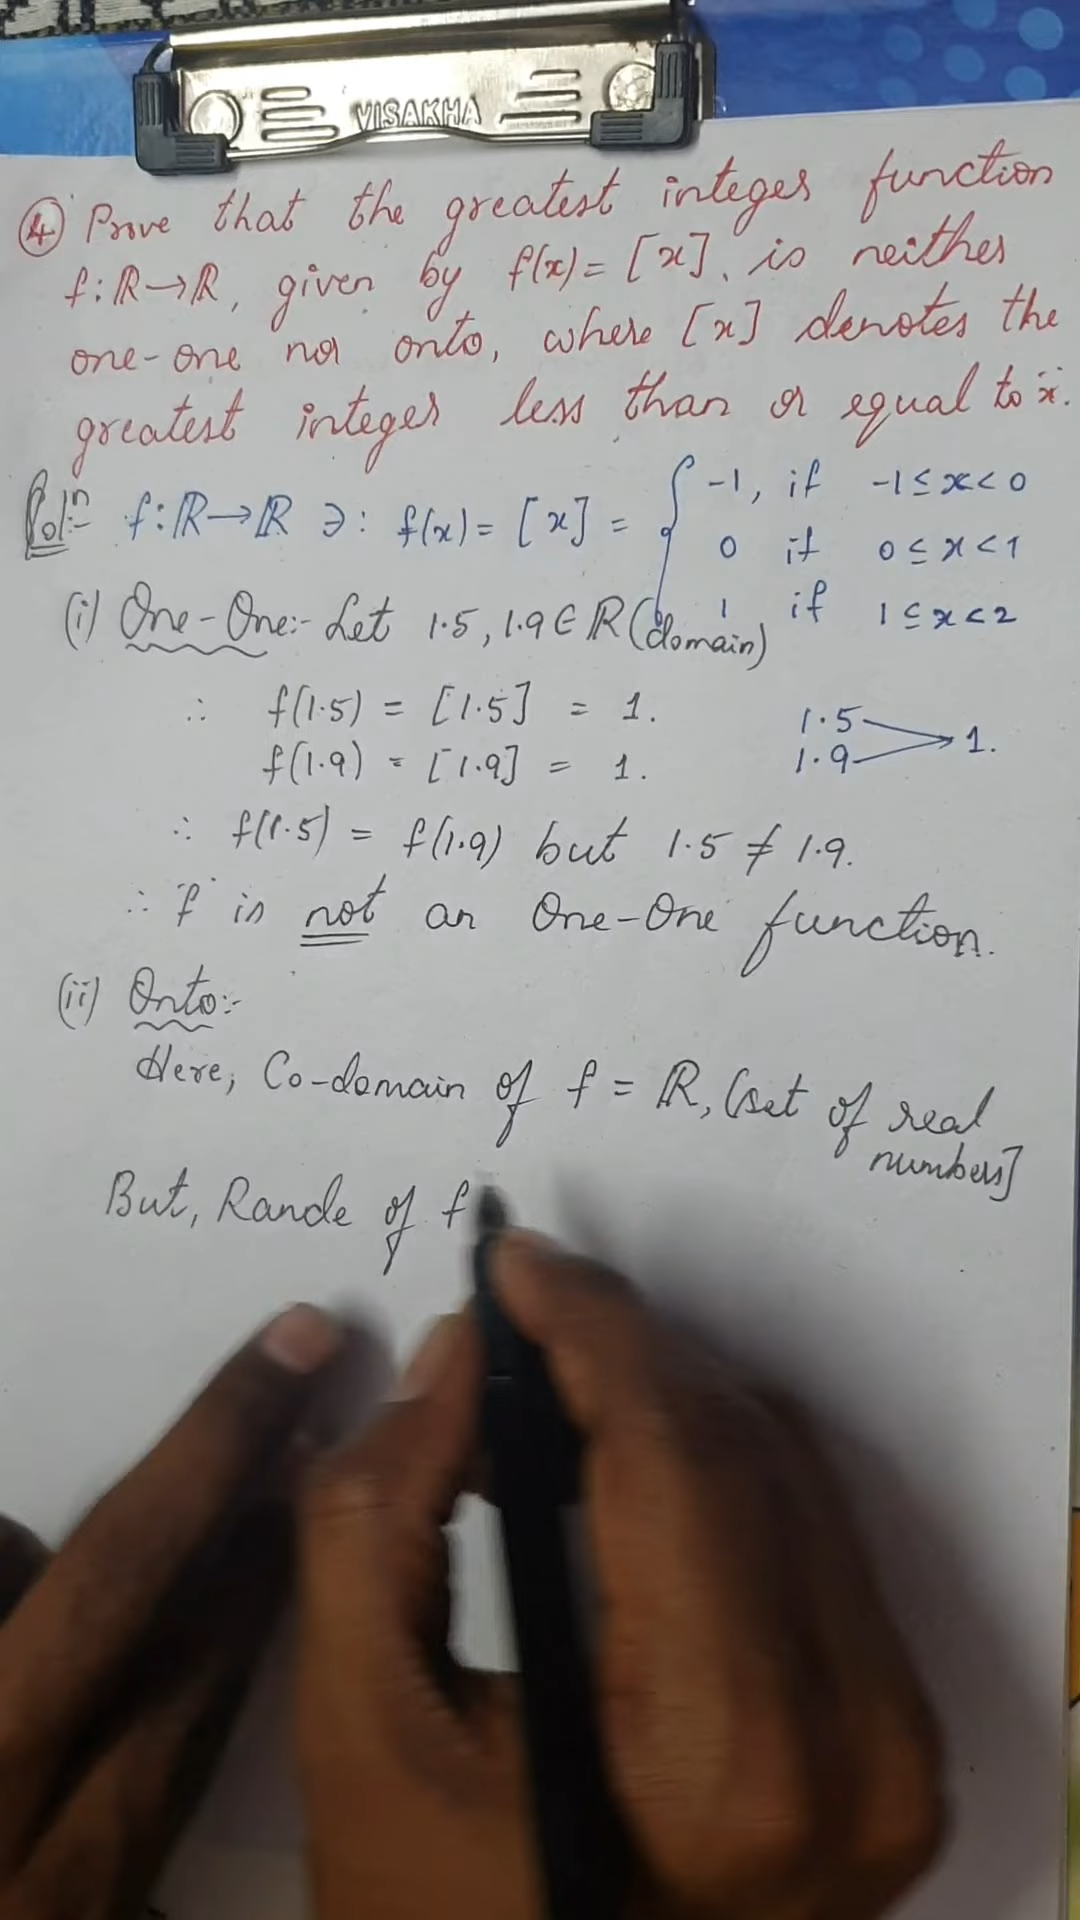 VISAKHA
④ Prove that the greatest integer function
f:ℝ→ℝ, given by f(x)=[x], is neither
one-one nor onto, where [x] denotes the
greatest integer less than or equal to "x".
Solⁿ:- f:ℝ→ℝ ∋: f(x)=[x]= { -1, if -1≤x<0
0 if 0≤x<1
1 if 1≤x<2
(i) One-One:- Let 1.5, 1.9∈ℝ(domain)
∴ f(1.5) = [1.5] = 1.
f(1.9) = [1.9] = 1.
1.5
1.9
1.
∴ f(1.5) = f(1.9) but 1.5 ≠ 1.9.
∴ "f" is not an One-One function.
(ii) Onto:-
Here, Co-domain of f = ℝ, (set of real
numbers]
But, Rande of f